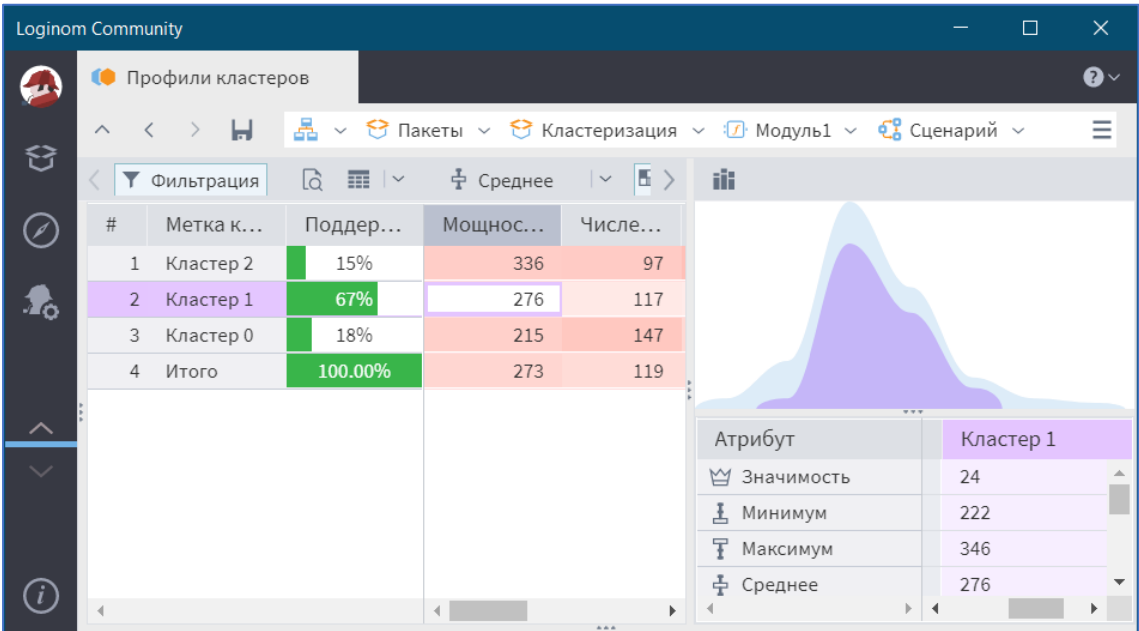 Loginom Community
Профили кластеров
?
Пакеты Кластеризация Модуль1 Сценарий
Фильтрация Среднее
# Метка к... Поддер... Мощнос... Числе...
1 Кластер 2 15% 336 97
2 Кластер 1 67% 276 117
3 Кластер 0 18% 215 147
4 Итого 100.00% 273 119
Атрибут Кластер 1
Значимость 24
Минимум 222
Максимум 346
Среднее 276